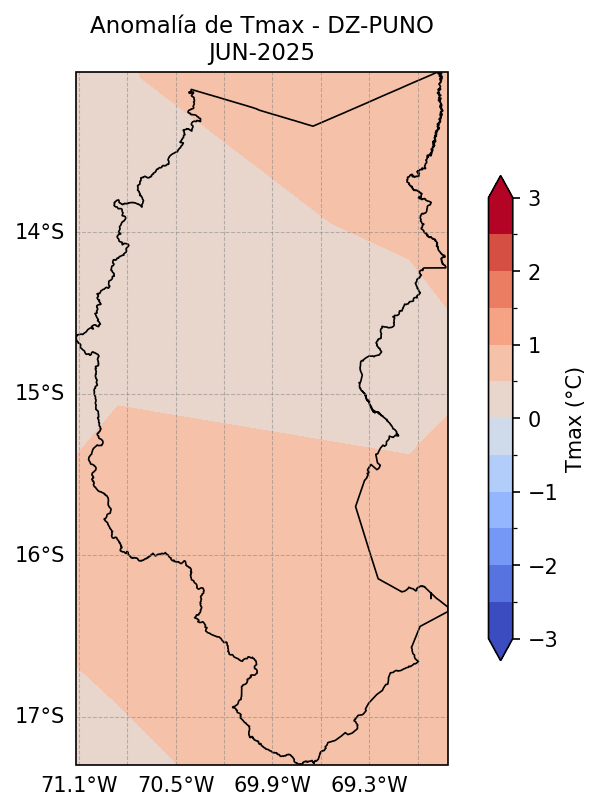 Anomalía de Tmax - DZ-PUNO
JUN-2025
14°S
15°S
16°S
17°S
71.1°W 70.5°W 69.9°W 69.3°W
3
2
1
0
−1
−2
−3
Tmax (°C)